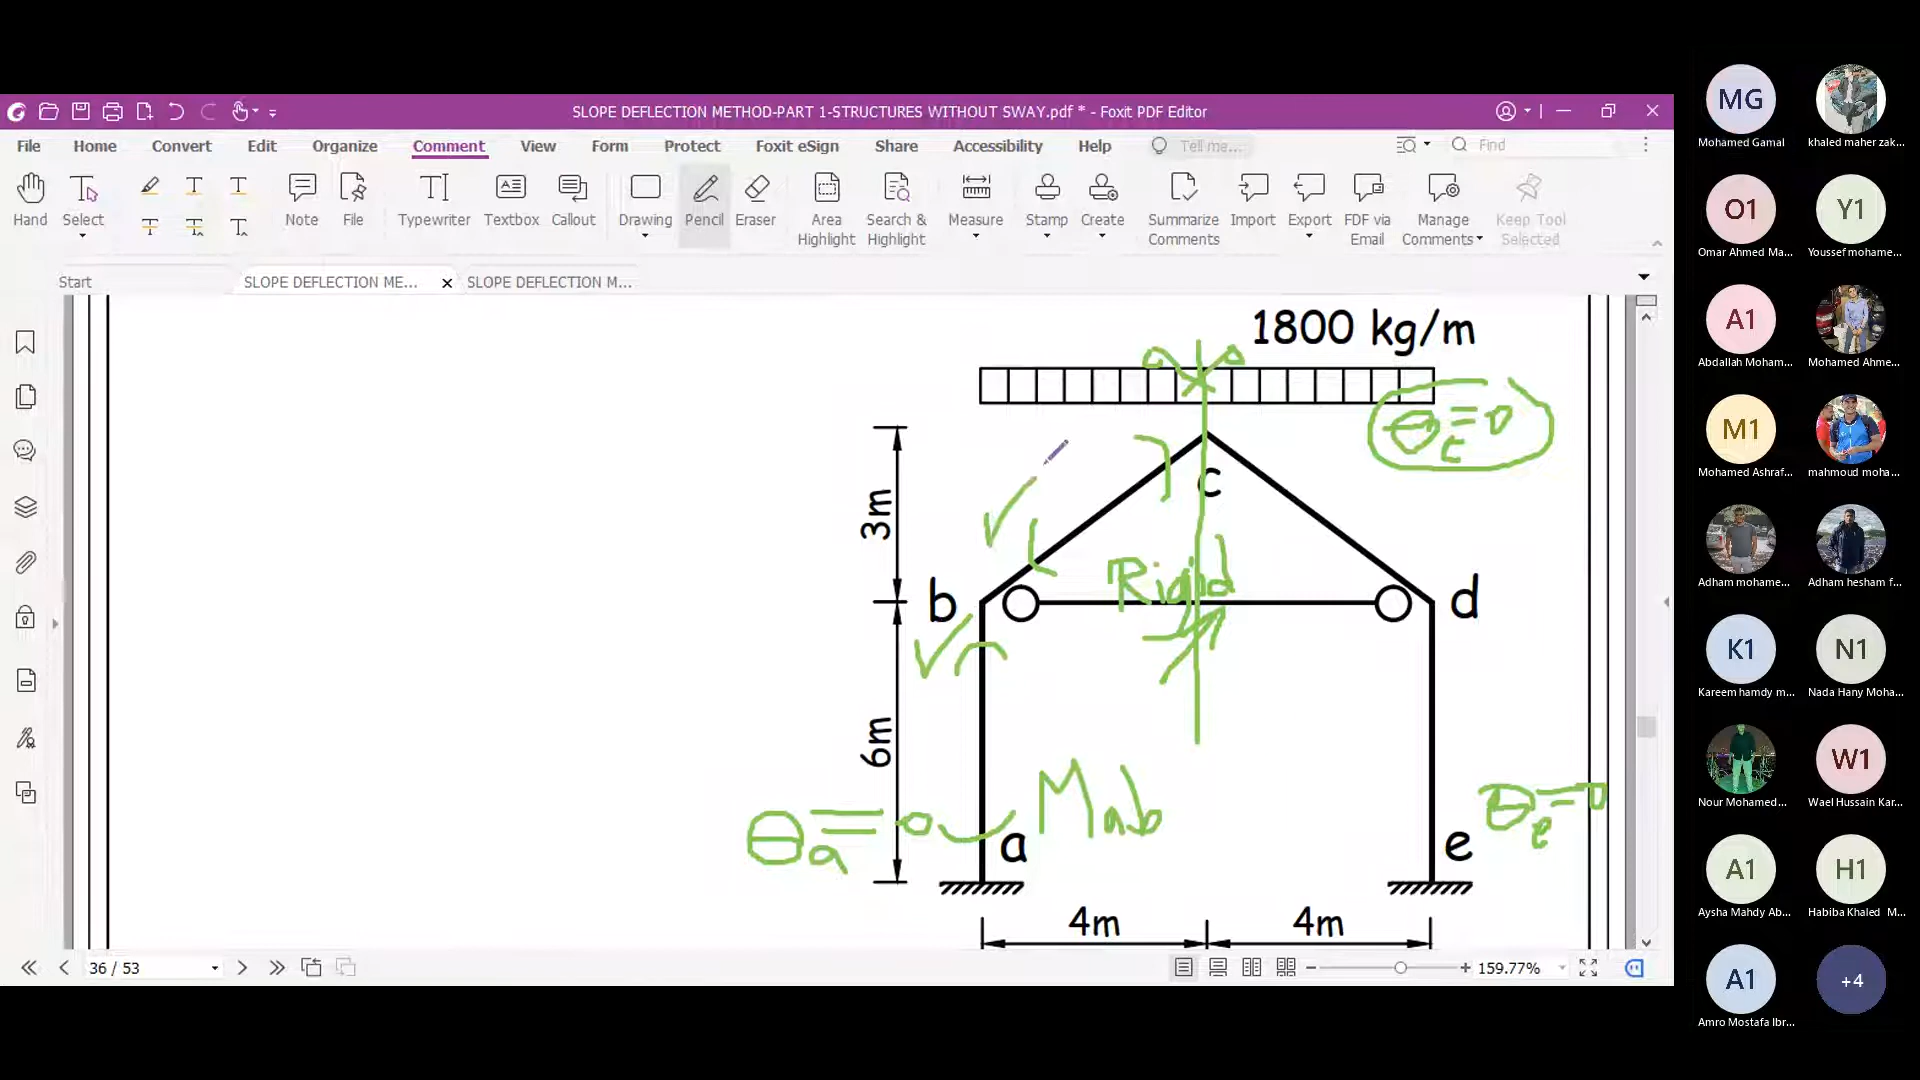 SLOPE DEFLECTION METHOD-PART 1-STRUCTURES WITHOUT SWAY.pdf * - Foxit PDF Editor
File Home Convert Edit Organize Comment View Form Protect Foxit eSign Share Accessibility Help Tell me... Find
Hand Select Note File Typewriter Textbox Callout Drawing Pencil Eraser Area Highlight Search & Highlight Measure Stamp Create Summarize Comments Import Export FDF via Email Manage Comments Keep Tool Selected
Start SLOPE DEFLECTION ME... SLOPE DEFLECTION M...
1800 kg/m
θc=0
c
3m
Rigid
b
d
6m
θa=0
Mab
a
e
θe=0
4m
4m
36 / 53
159.77%
MG
Mohamed Gamal
khaled maher zak...
O1
Omar Ahmed Ma...
Y1
Youssef mohame...
A1
Abdallah Moham...
Mohamed Ahme...
M1
Mohamed Ashraf...
mahmoud moha...
Adham mohame...
Adham hesham f...
K1
Kareem hamdy m...
N1
Nada Hany Moha...
Nour Mohamed ...
W1
Wael Hussain Kar...
A1
Aysha Mahdy Ab...
H1
Habiba Khaled M...
A1
Amro Mostafa Ibr...
+4